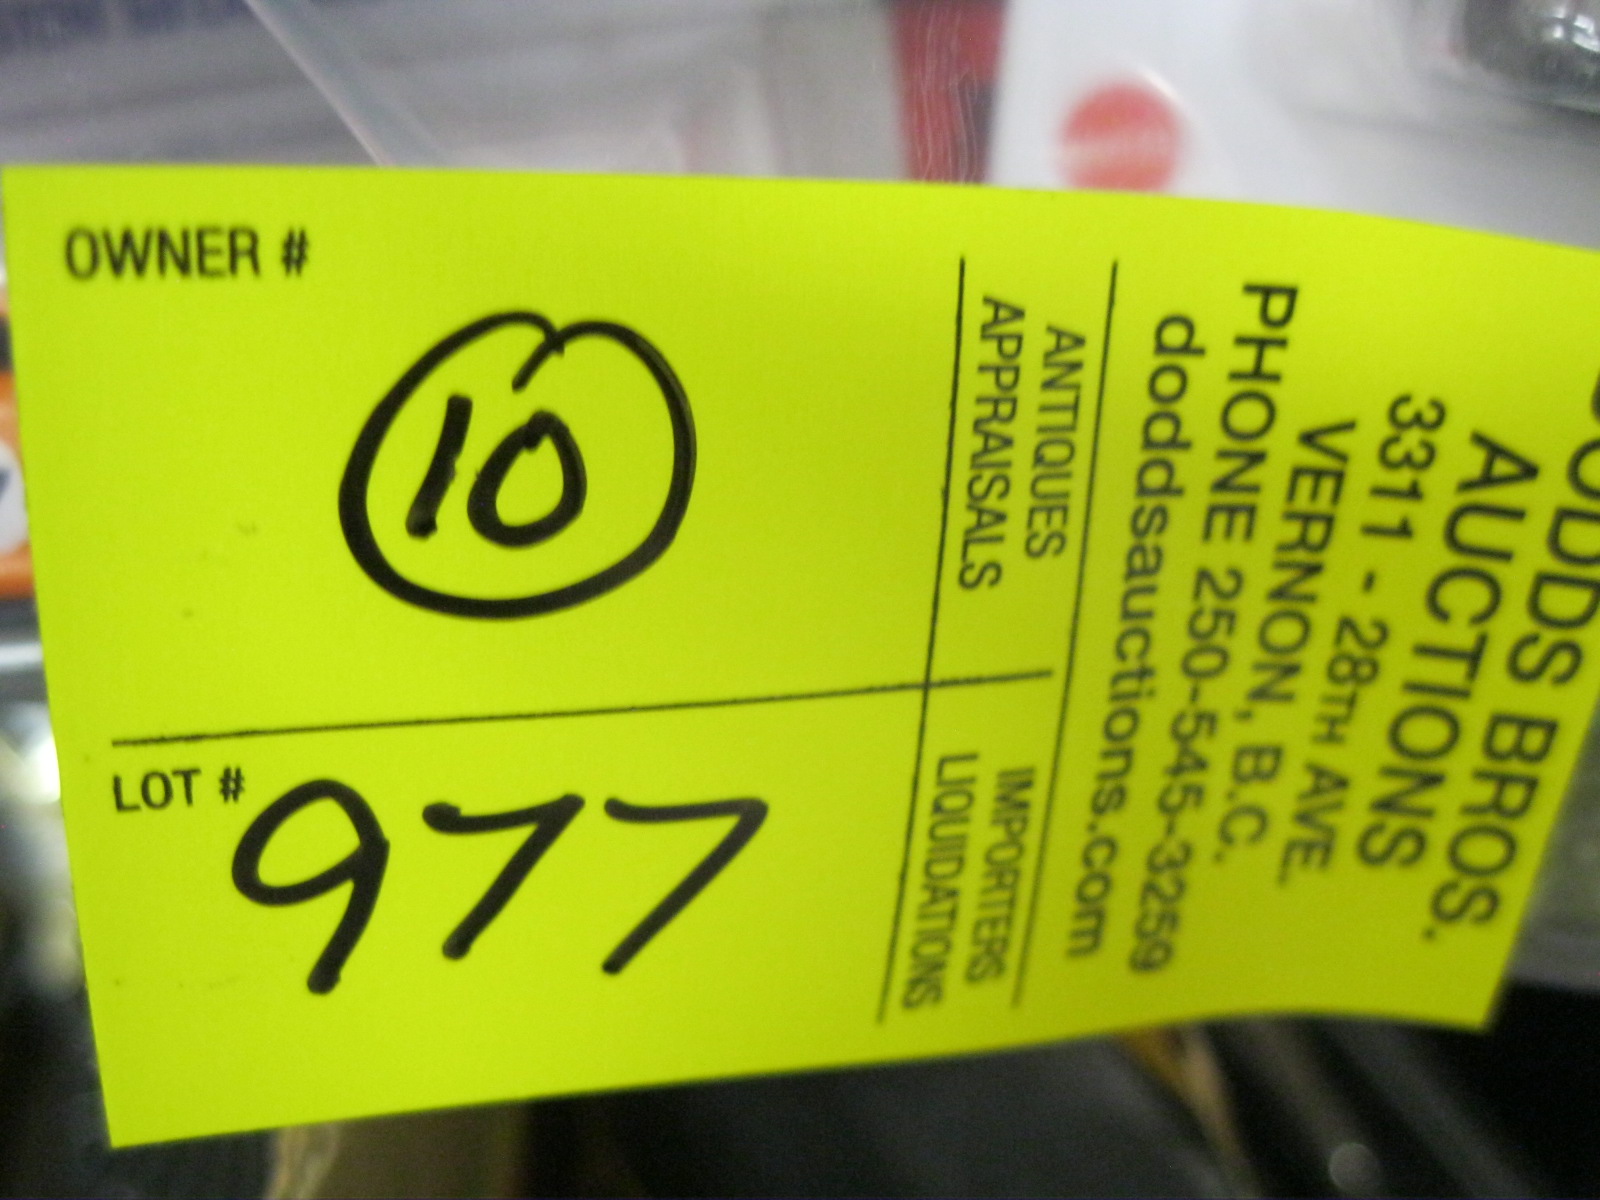 OWNER #
10
LOT #
977
DODDS BROS.
AUCTIONS
3311 - 28TH AVE.
VERNON, B.C.
PHONE 250-545-3259
doddsauctions.com
ANTIQUES
APPRAISALS
IMPORTERS
LIQUIDATIONS